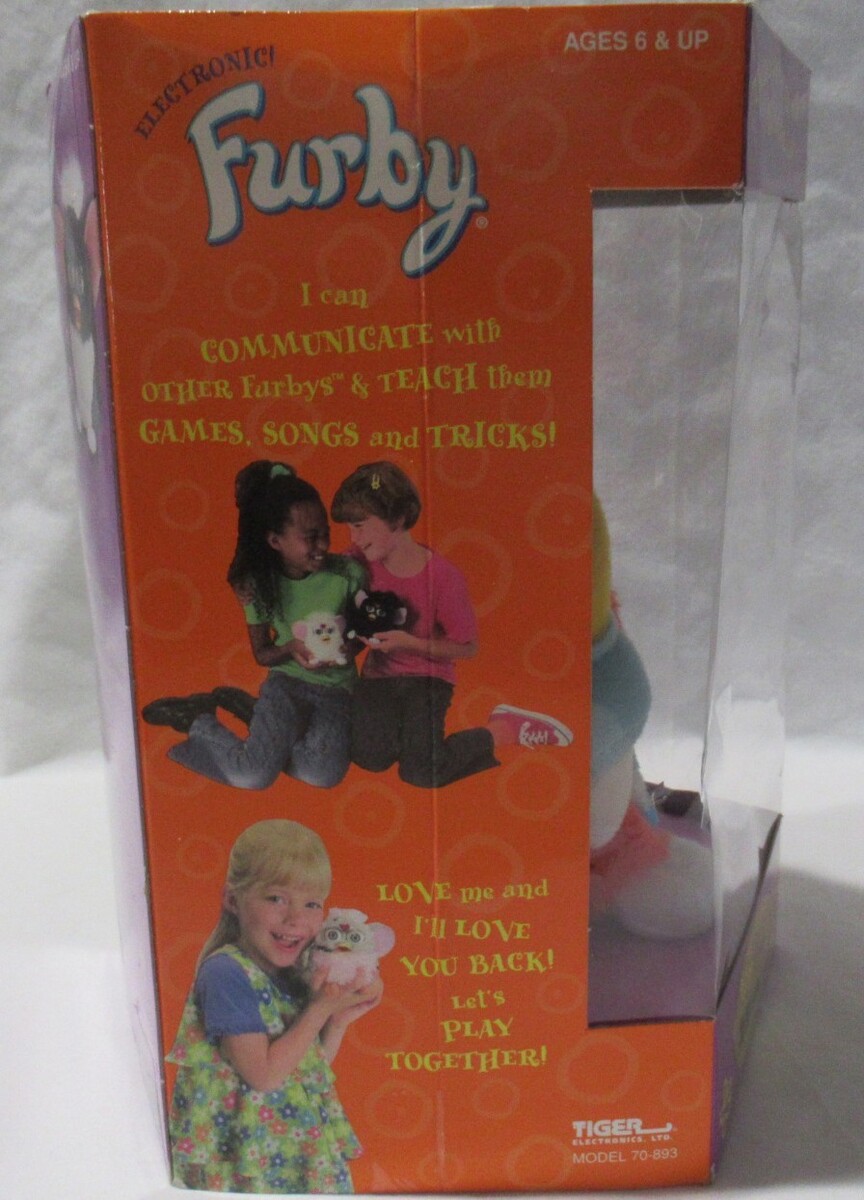 AGES 6 & UP
ELECTRONIC!
Furby®
I can
COMMUNICATE with
OTHER Furbys™ & TEACH them
GAMES, SONGS and TRICKS!
LOVE me and
I'll LOVE
YOU BACK!
Let's
PLAY
TOGETHER!
TIGER
ELECTRONICS, LTD.
MODEL 70-893